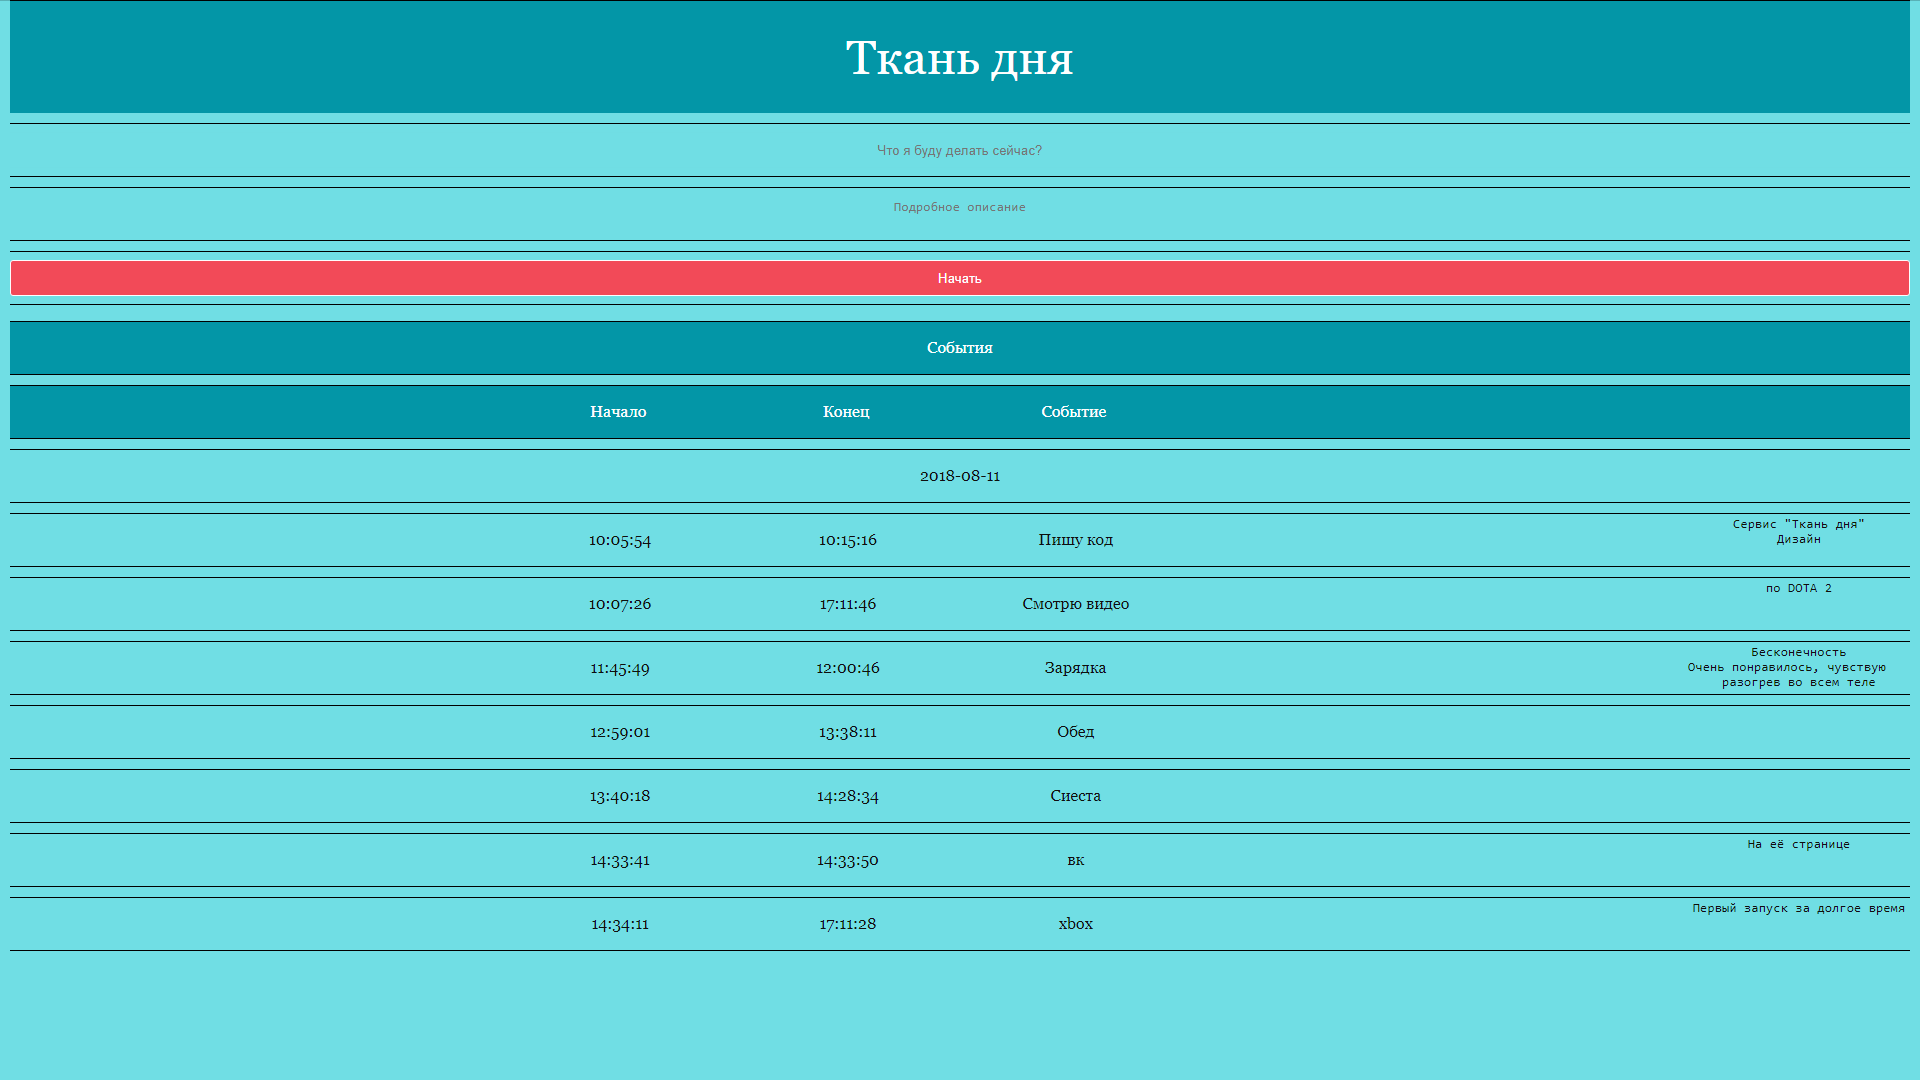 Ткань дня
Что я буду делать сейчас?
Подробное описание
Начать
События
Начало Конец Событие
2018-08-11
10:05:54 10:15:16 Пишу код Сервис "Ткань дня"
Дизайн
10:07:26 17:11:46 Смотрю видео по DOTA 2
11:45:49 12:00:46 Зарядка Бесконечность
Очень понравилось, чувствую
разогрев во всем теле
12:59:01 13:38:11 Обед
13:40:18 14:28:34 Сиеста
14:33:41 14:33:50 вк На её странице
14:34:11 17:11:28 xbox Первый запуск за долгое время